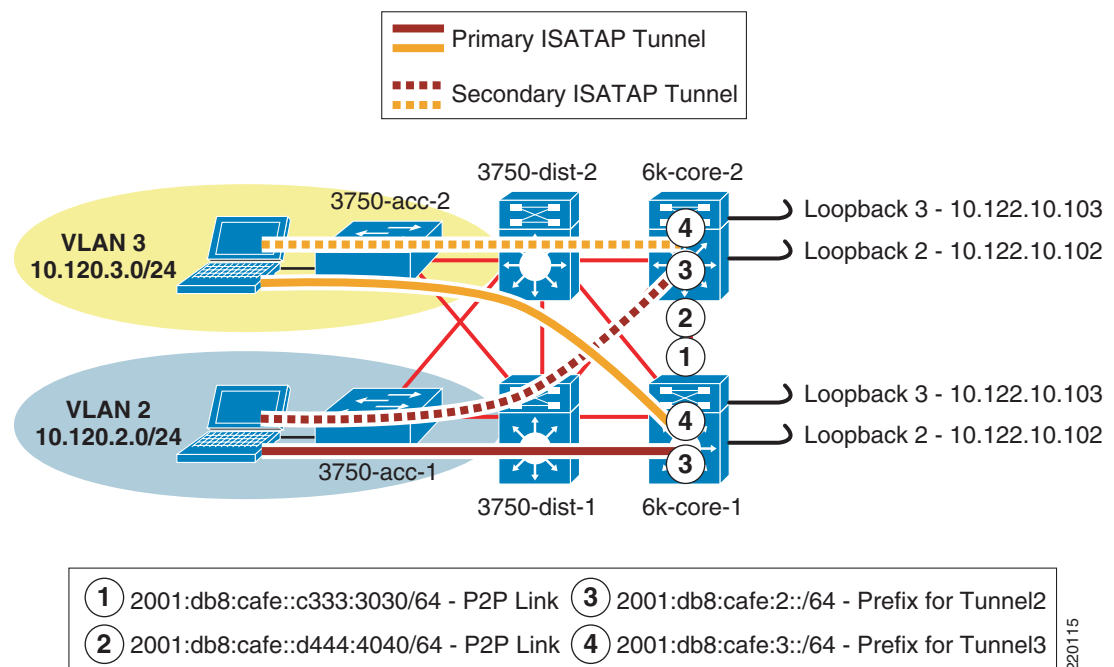 Primary ISATAP Tunnel
Secondary ISATAP Tunnel
3750-dist-2
6k-core-2
3750-acc-2
4
Loopback 3 - 10.122.10.103
VLAN 3
10.120.3.0/24
3
Loopback 2 - 10.122.10.102
2
1
Loopback 3 - 10.122.10.103
VLAN 2
10.120.2.0/24
4
Loopback 2 - 10.122.10.102
3750-acc-1
3
3750-dist-1
6k-core-1
1 2001:db8:cafe::c333:3030/64 - P2P Link
3 2001:db8:cafe:2::/64 - Prefix for Tunnel2
2 2001:db8:cafe::d444:4040/64 - P2P Link
4 2001:db8:cafe:3::/64 - Prefix for Tunnel3
220115